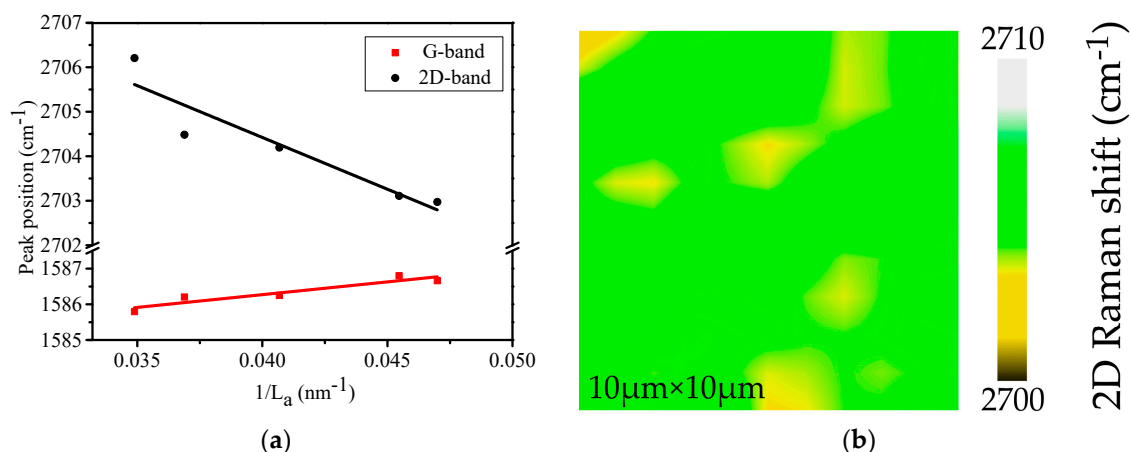 2707
2706
2705
2704
2703
2702
1587
1586
1585
Peak position (cm⁻¹)
G-band
2D-band
0.035
0.040
0.045
0.050
1/Lₐ (nm⁻¹)
(a)
10µm×10µm
2710
2700
2D Raman shift (cm⁻¹)
(b)